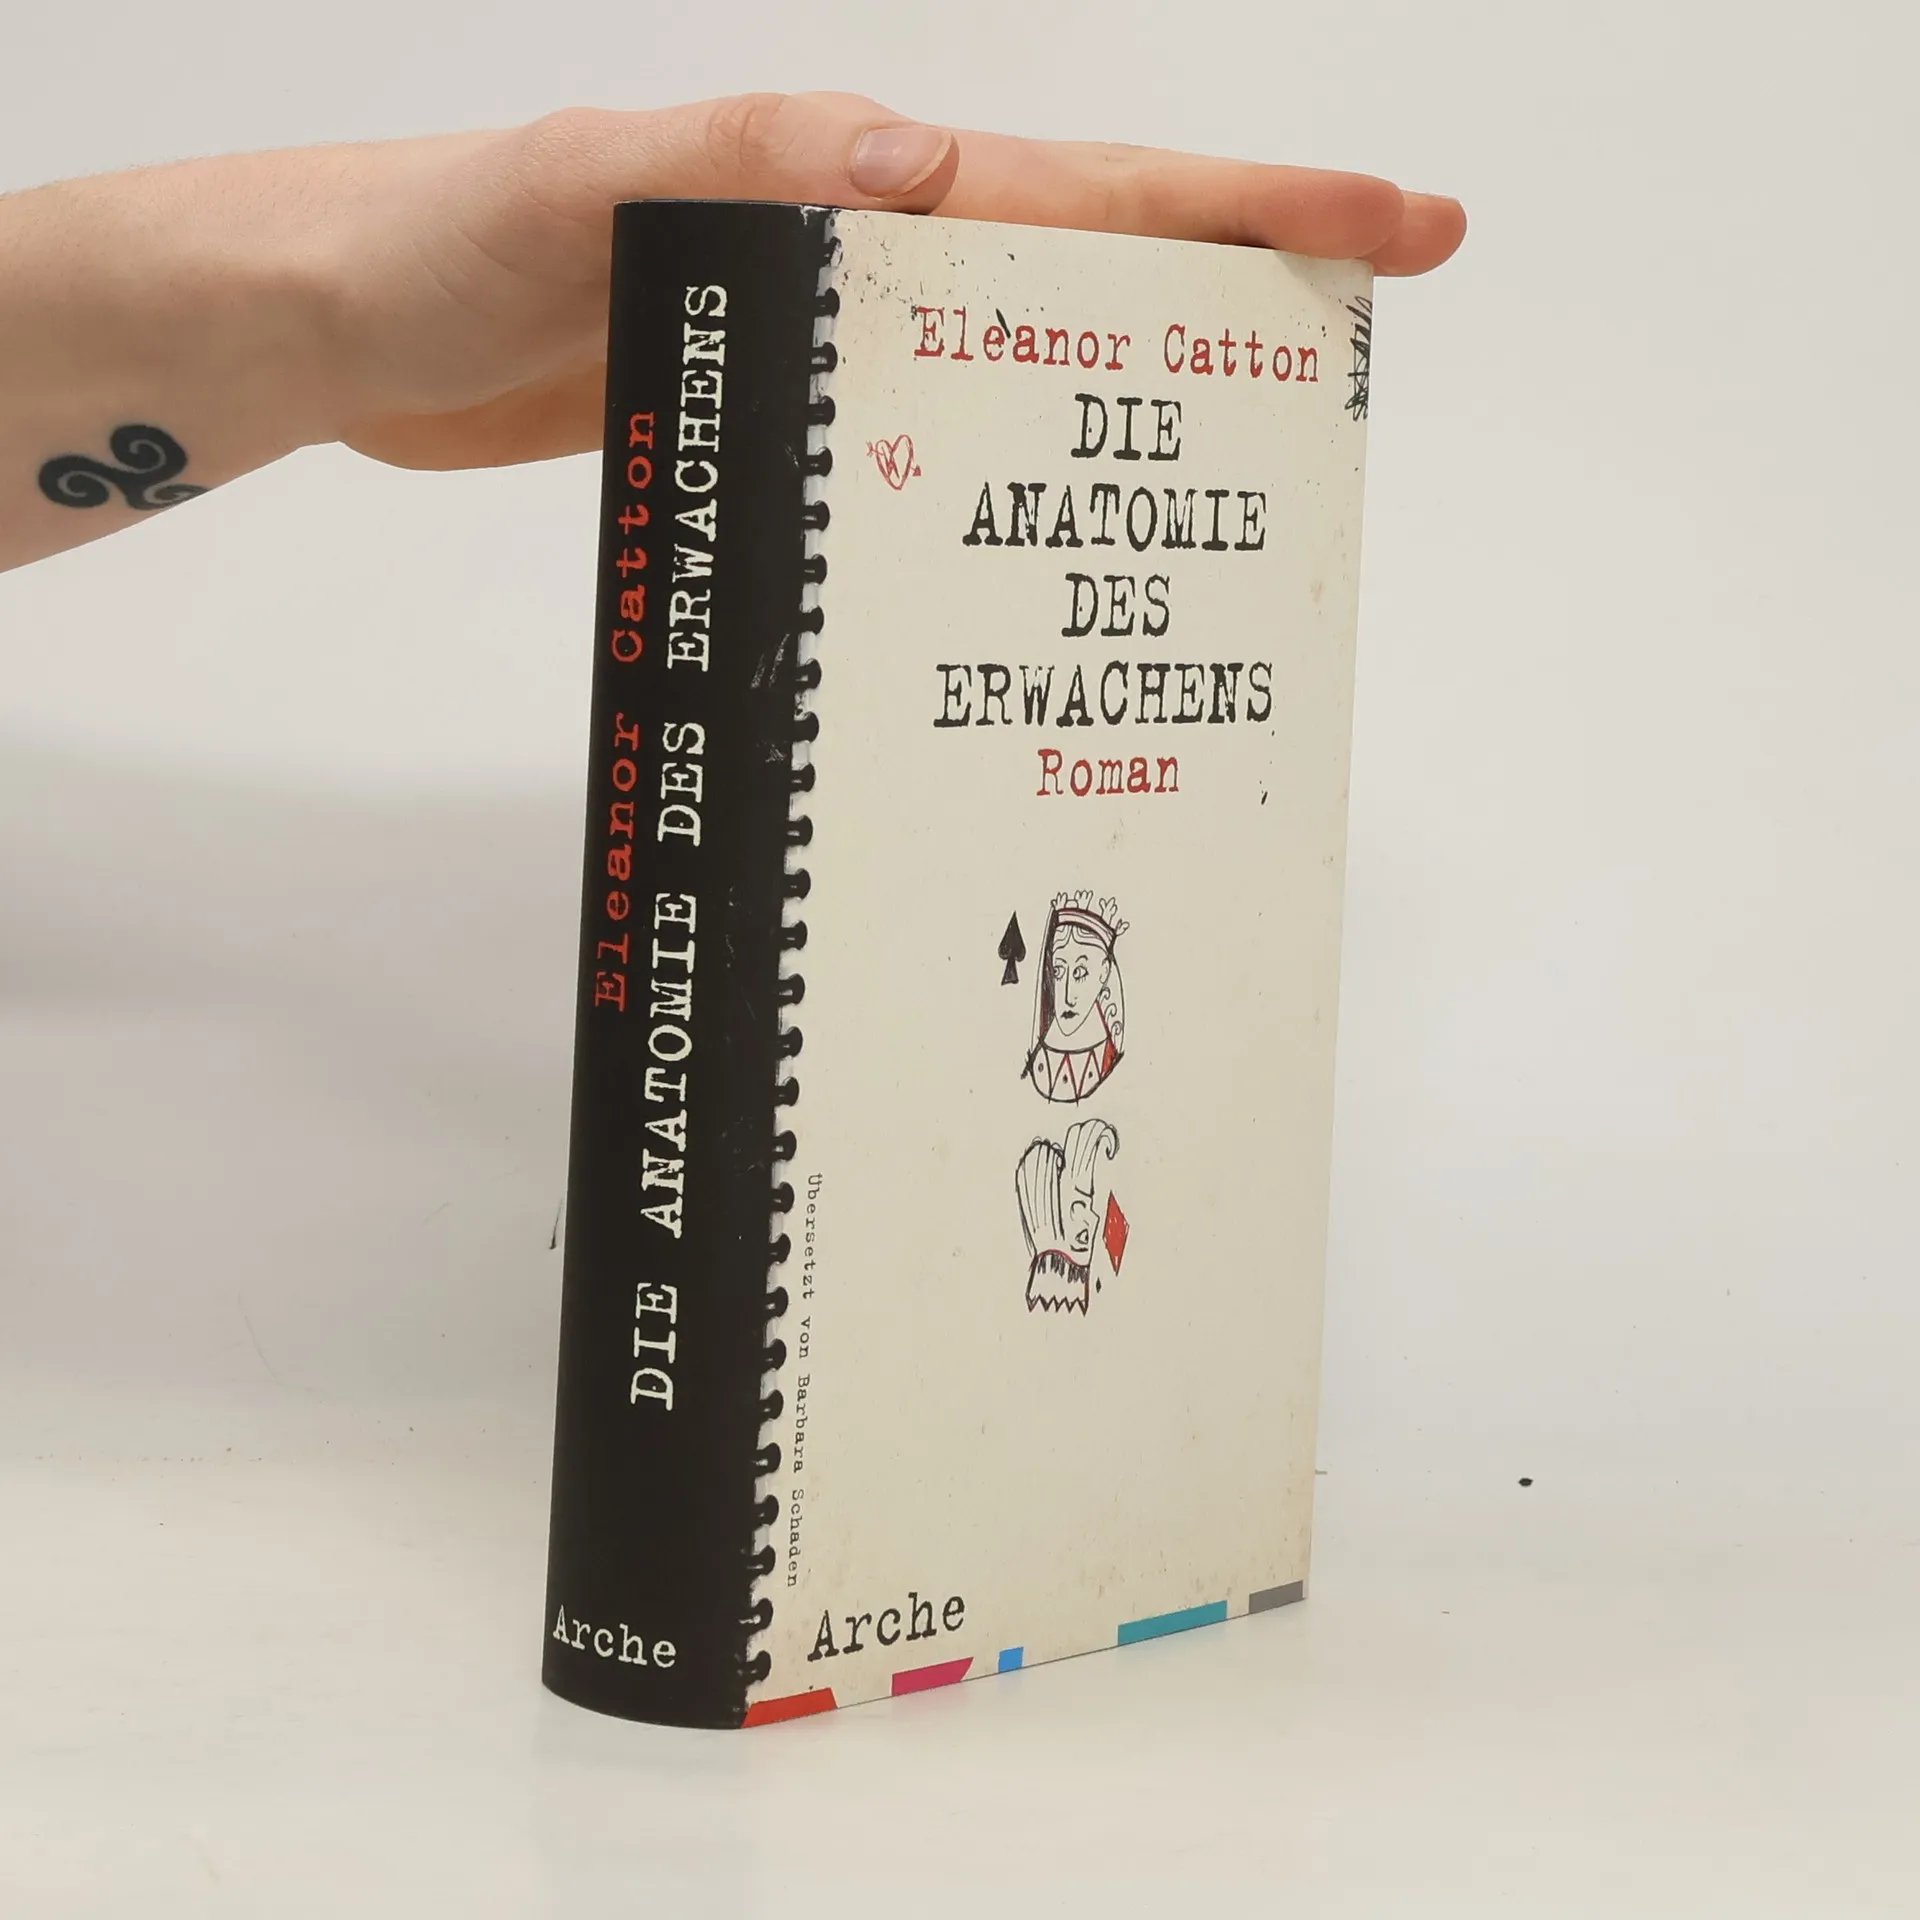 Eleanor Catton
DIE ANATOMIE DES ERWACHENS
Arche
Eleanor Catton
DIE
ANATOMIE
DES
ERWACHENS
Roman
Übersetzt von Barbara Schaden
Arche